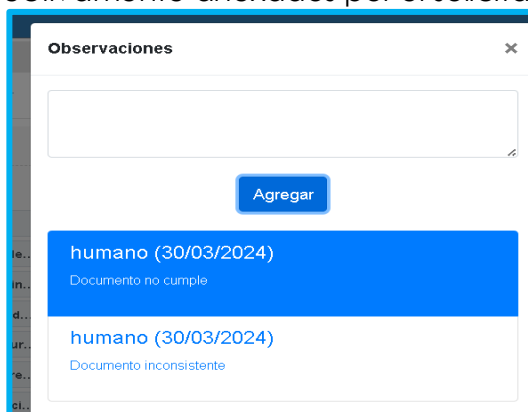 Observaciones ×
Agregar
humano (30/03/2024)
Documento no cumple
humano (30/03/2024)
Documento inconsistente